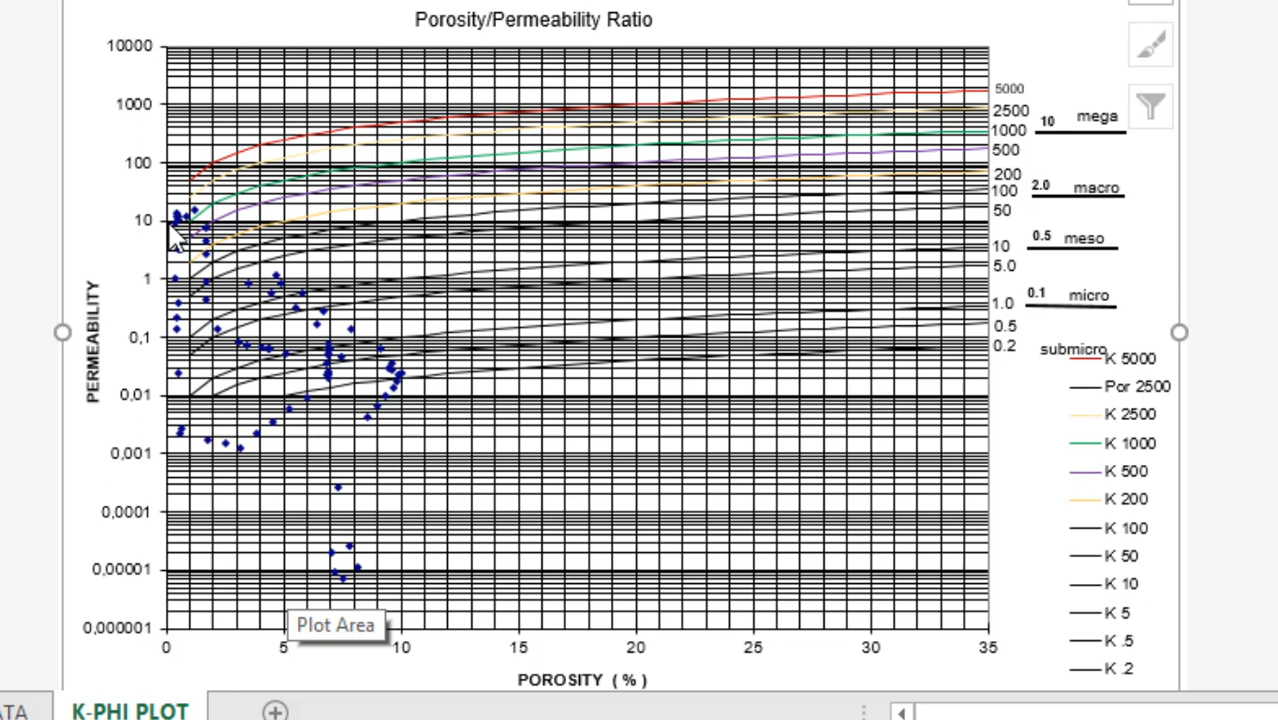 Porosity/Permeability Ratio
10000
1000
100
10
1
0,1
0,01
0,001
0,0001
0,00001
0,000001
PERMEABILITY
0 5 10 15 20 25 30 35
POROSITY ( % )
Plot Area
5000
2500
1000
500
200
100
50
10
5.0
1.0
0.5
0.2
10 mega
2.0 macro
0.5 meso
0.1 micro
submicro
K 5000
Por 2500
K 2500
K 1000
K 500
K 200
K 100
K 50
K 10
K 5
K .5
K .2
ATA
K-PHI PLOT